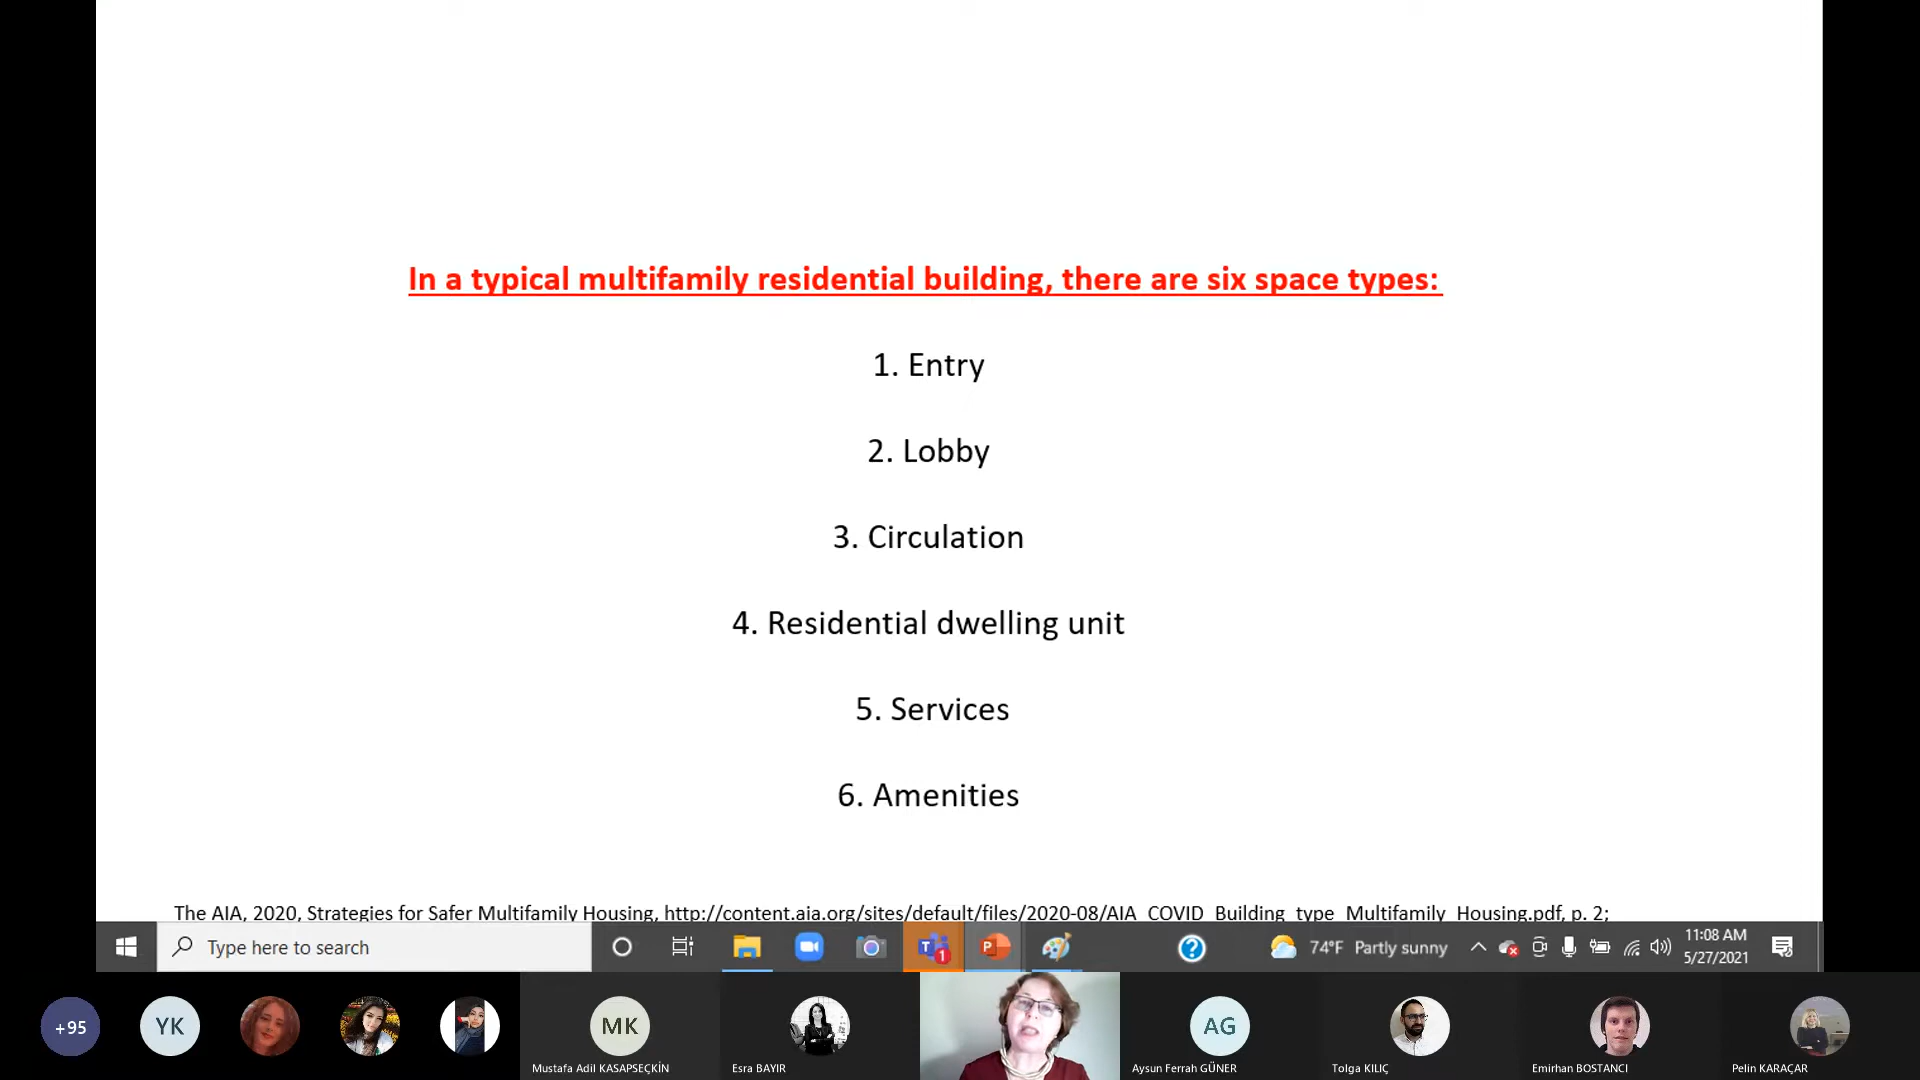 In a typical multifamily residential building, there are six space types:
1. Entry
2. Lobby
3. Circulation
4. Residential dwelling unit
5. Services
6. Amenities
The AIA, 2020, Strategies for Safer Multifamily Housing, http://content.aia.org/sites/default/files/2020-08/AIA_COVID_Building_type_Multifamily_Housing.pdf, p. 2;
Type here to search
T
1
P
?
74°F Partly sunny
11:08 AM
5/27/2021
+95
YK
MK
AG
Mustafa Adil KASAPSEÇKİN
Esra BAYIR
Aysun Ferrah GÜNER
Tolga KILIÇ
Emirhan BOSTANCI
Pelin KARAÇAR